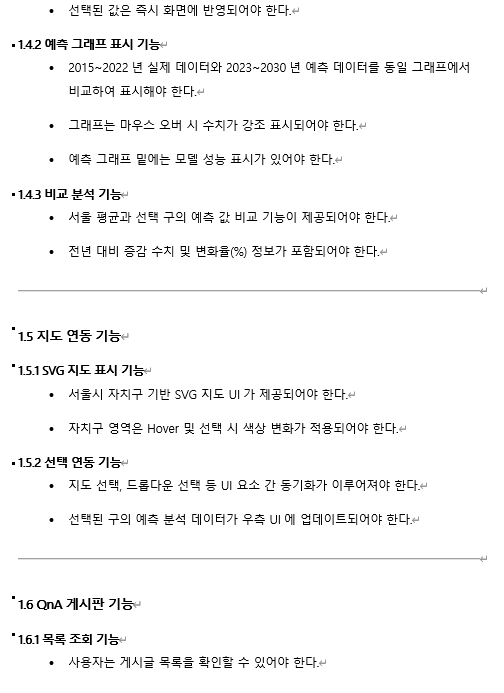 • 선택된 값은 즉시 화면에 반영되어야 한다.
1.4.2 예측 그래프 표시 기능
• 2015~2022 년 실제 데이터와 2023~2030 년 예측 데이터를 동일 그래프에서
비교하여 표시해야 한다.
• 그래프는 마우스 오버 시 수치가 강조 표시되어야 한다.
• 예측 그래프 밑에는 모델 성능 표시가 있어야 한다.
1.4.3 비교 분석 기능
• 서울 평균과 선택 구의 예측 값 비교 기능이 제공되어야 한다.
• 전년 대비 증감 수치 및 변화율(%) 정보가 포함되어야 한다.
1.5 지도 연동 기능
1.5.1 SVG 지도 표시 기능
• 서울시 자치구 기반 SVG 지도 UI 가 제공되어야 한다.
• 자치구 영역은 Hover 및 선택 시 색상 변화가 적용되어야 한다.
1.5.2 선택 연동 기능
• 지도 선택, 드롭다운 선택 등 UI 요소 간 동기화가 이루어져야 한다.
• 선택된 구의 예측 분석 데이터가 우측 UI 에 업데이트되어야 한다.
1.6 QnA 게시판 기능
1.6.1 목록 조회 기능
• 사용자는 게시글 목록을 확인할 수 있어야 한다.